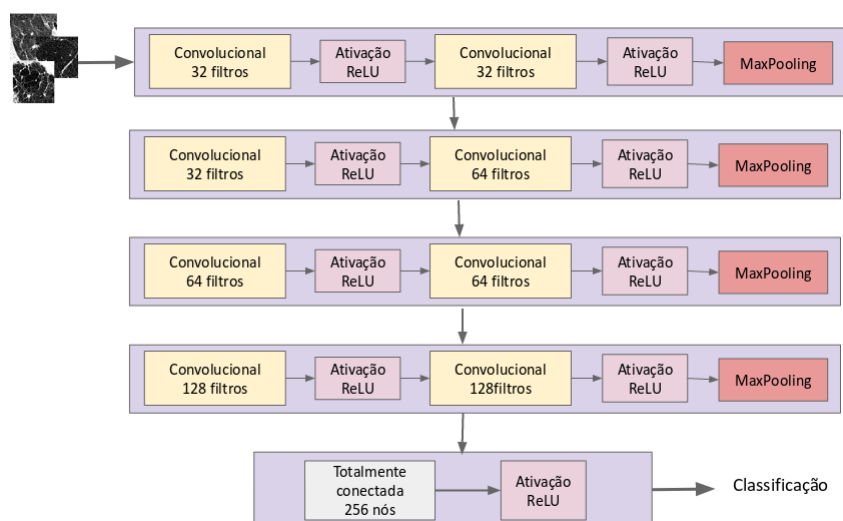 Convolucional
32 filtros
Ativação
ReLU
Convolucional
32 filtros
Ativação
ReLU
MaxPooling
Convolucional
32 filtros
Ativação
ReLU
Convolucional
64 filtros
Ativação
ReLU
MaxPooling
Convolucional
64 filtros
Ativação
ReLU
Convolucional
64 filtros
Ativação
ReLU
MaxPooling
Convolucional
128 filtros
Ativação
ReLU
Convolucional
128filtros
Ativação
ReLU
MaxPooling
Totalmente
conectada
256 nós
Ativação
ReLU
Classificação